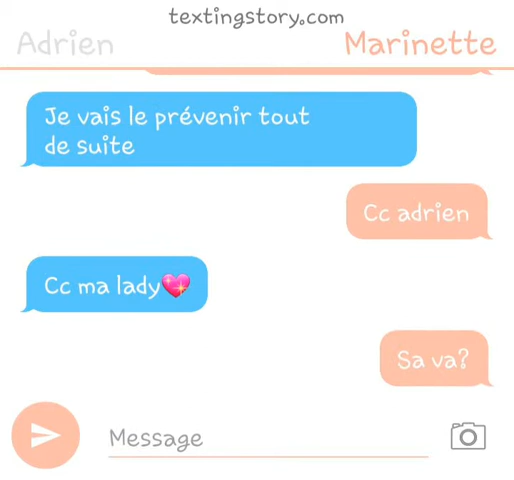 textingstory.com
Adrien
Marinette
Je vais le prévenir tout
de suite
Cc adrien
Cc ma lady💖
Sa va?
Message